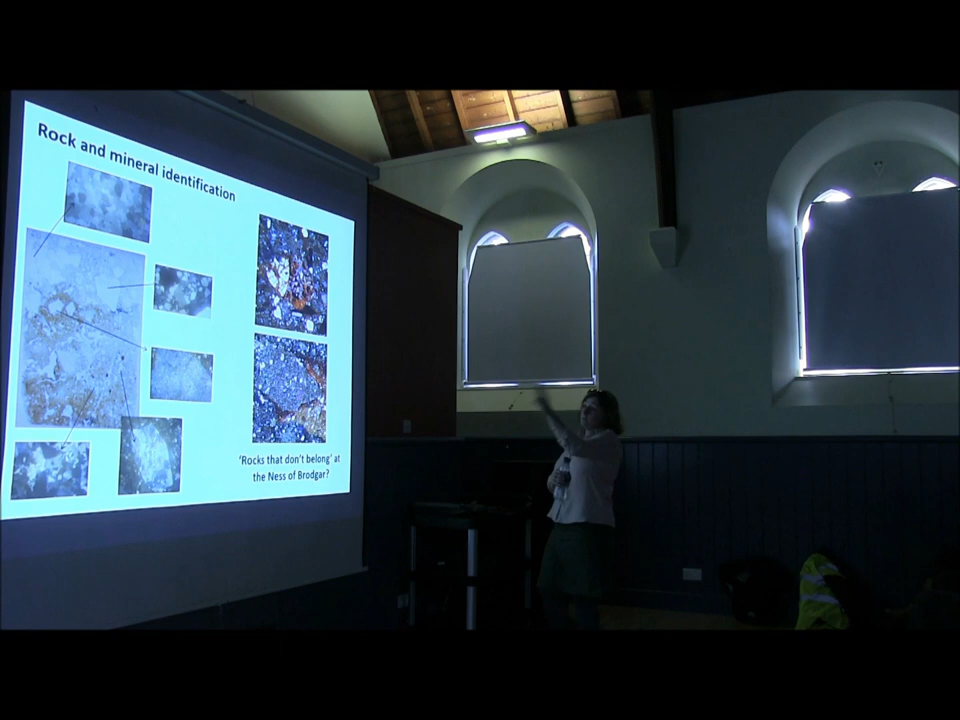 Rock and mineral identification
‘Rocks that don’t belong’ at
the Ness of Brodgar?